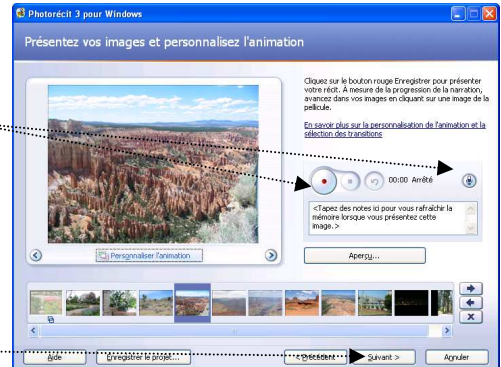 Photorécit 3 pour Windows
Présentez vos images et personnalisez l'animation
Cliquez sur le bouton rouge Enregistrer pour présenter
votre récit. À mesure de la progression de la narration,
avancez dans vos images en cliquant sur une image de la
pellicule.
En savoir plus sur la personnalisation de l'animation et la
sélection des transitions
00:00 Arrêté
<Tapez des notes ici pour vous rafraîchir la
mémoire lorsque vous présentez cette
image.>
Personnaliser l'animation
Aperçu...
Aide
Enregistrer le projet...
< Précédent
Suivant >
Annuler